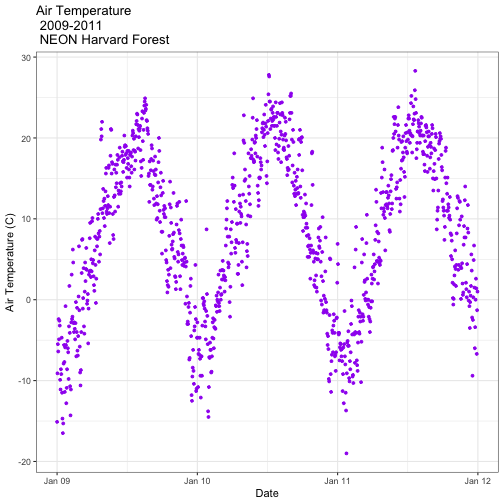 Air Temperature
2009-2011
NEON Harvard Forest
30
20
10
0
-10
-20
Air Temperature (C)
Jan 09
Jan 10
Jan 11
Jan 12
Date